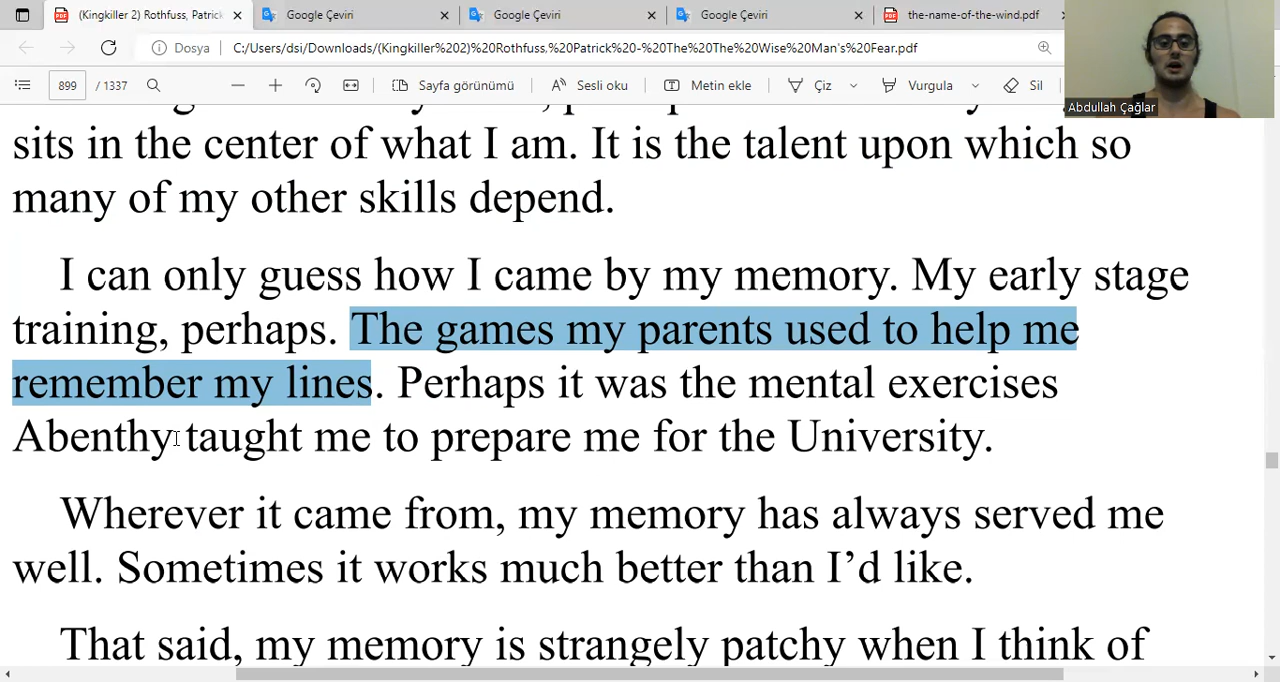 (Kingkiller 2) Rothfuss, Patrick
Google Çeviri
Google Çeviri
Google Çeviri
the-name-of-the-wind.pdf
Dosya
C:/Users/dsi/Downloads/(Kingkiller%202)%20Rothfuss,%20Patrick%20-%20The%20The%20Wise%20Man's%20Fear.pdf
899 / 1337
Sayfa görünümü
Sesli oku
Metin ekle
Çiz
Vurgula
Sil
Abdullah Çağlar
sits in the center of what I am. It is the talent upon which so
many of my other skills depend.
I can only guess how I came by my memory. My early stage
training, perhaps. The games my parents used to help me
remember my lines. Perhaps it was the mental exercises
Abenthy taught me to prepare me for the University.
Wherever it came from, my memory has always served me
well. Sometimes it works much better than I’d like.
That said, my memory is strangely patchy when I think of